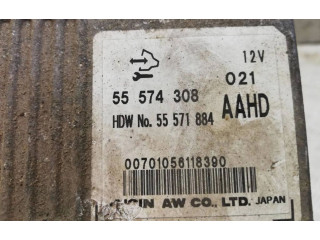 12V
55 574 308 021
HDW No. 55 571 884 AAHD
00701056118390
AW CO., LTD. JAPAN